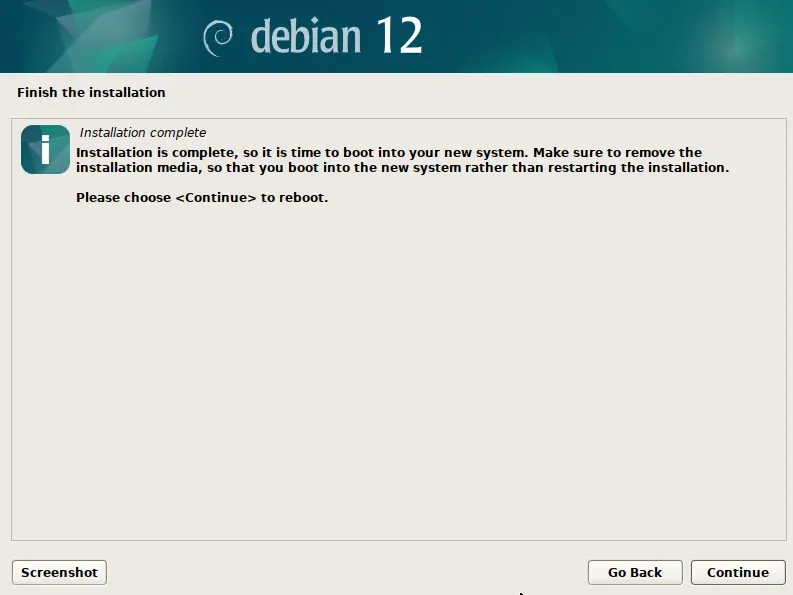 debian 12
Finish the installation
i
Installation complete
Installation is complete, so it is time to boot into your new system. Make sure to remove the
installation media, so that you boot into the new system rather than restarting the installation.
Please choose <Continue> to reboot.
Screenshot
Go Back
Continue